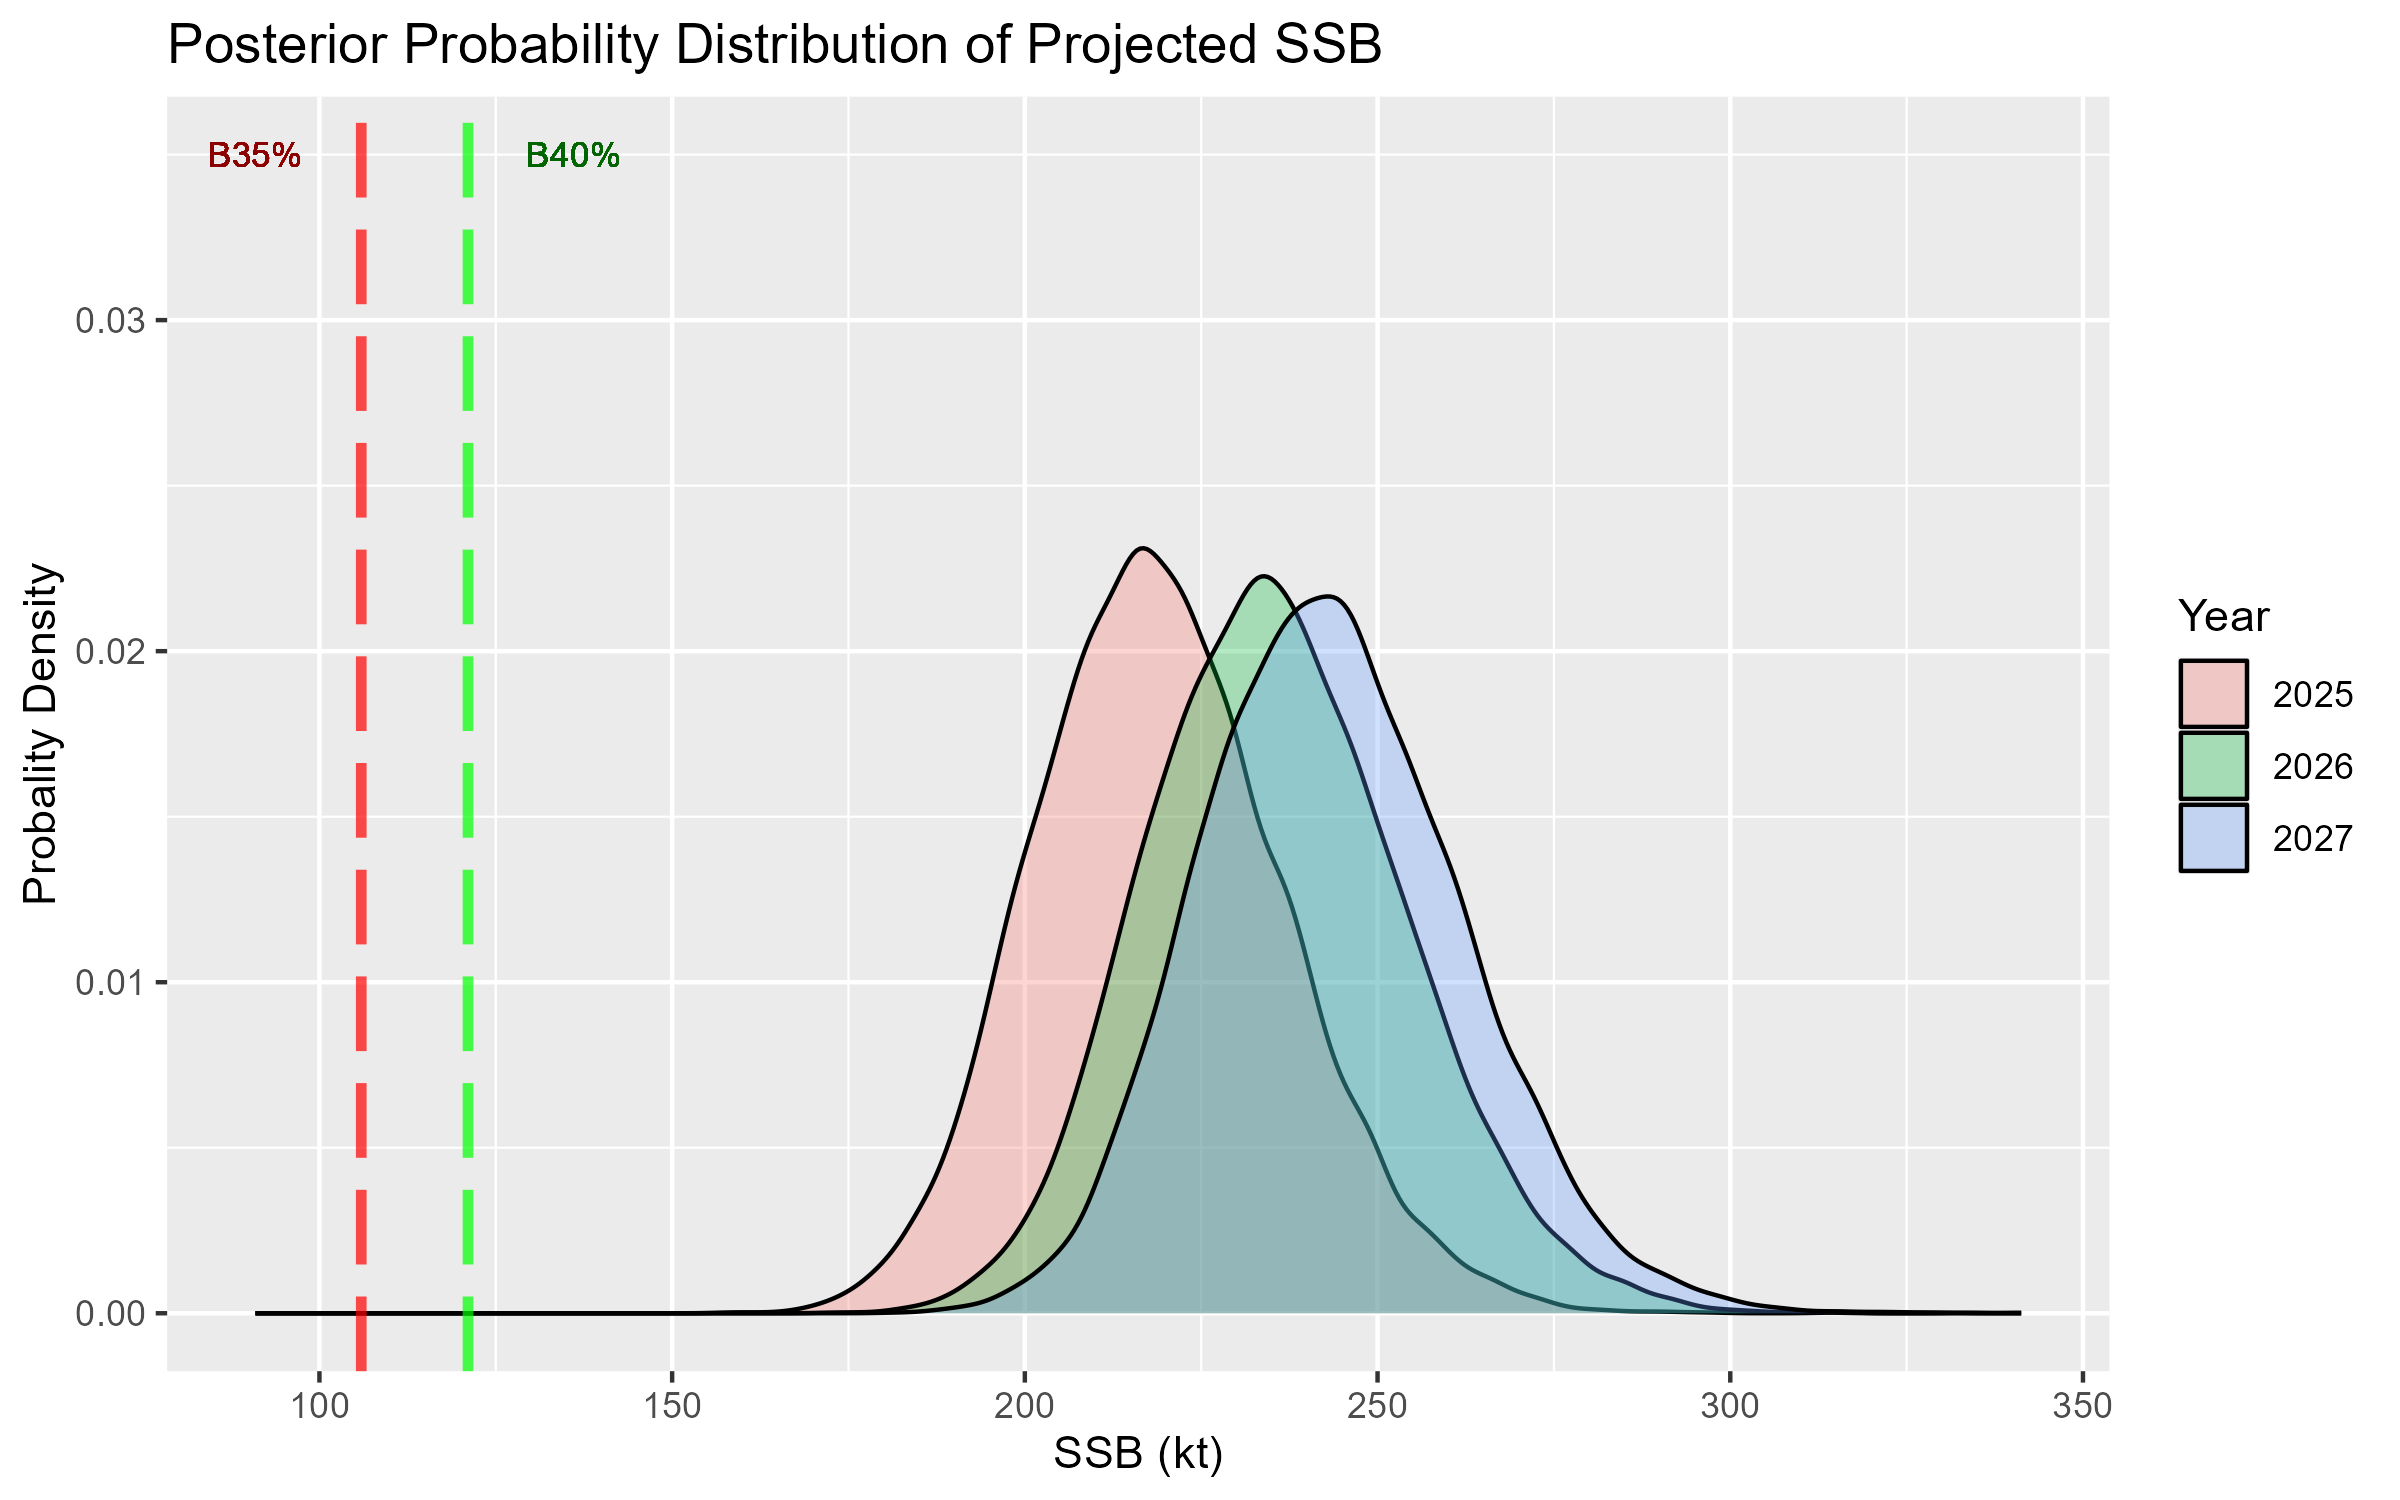 Posterior Probability Distribution of Projected SSB
B35%
B40%
Probality Density
0.03
0.02
0.01
0.00
100
150
200
250
300
350
SSB (kt)
Year
2025
2026
2027